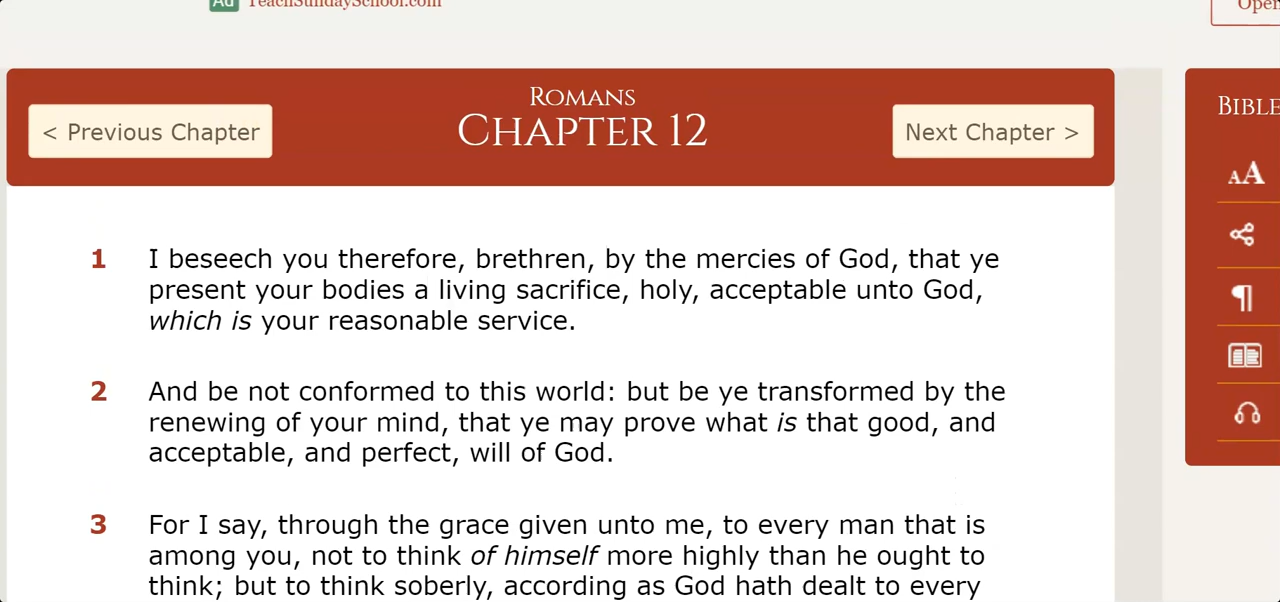 Ad TeachSundaySchool.com
Open
ROMANS
CHAPTER 12
< Previous Chapter
Next Chapter >
BIBLE
AA
1 I beseech you therefore, brethren, by the mercies of God, that ye
present your bodies a living sacrifice, holy, acceptable unto God,
which is your reasonable service.
2 And be not conformed to this world: but be ye transformed by the
renewing of your mind, that ye may prove what is that good, and
acceptable, and perfect, will of God.
3 For I say, through the grace given unto me, to every man that is
among you, not to think of himself more highly than he ought to
think; but to think soberly, according as God hath dealt to every